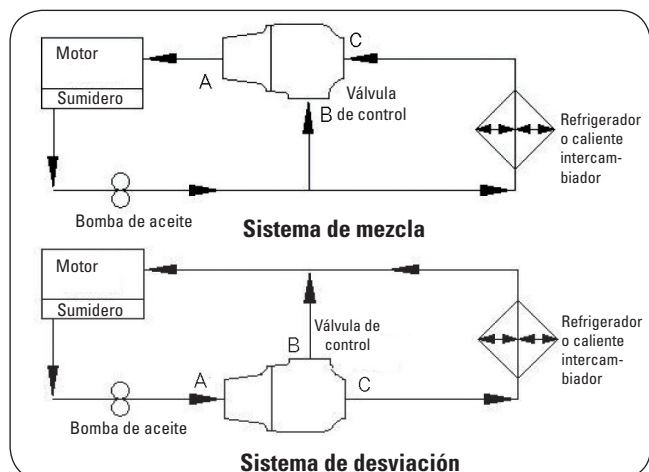 Motor
Sumidero
A
C
B
Válvula
de control
Refrigerador
o caliente
intercam-
biador
Bomba de aceite
Sistema de mezcla
Motor
Sumidero
Válvula de
control
B
A
C
Refrigerador
o caliente
intercam-
biador
Bomba de aceite
Sistema de desviación